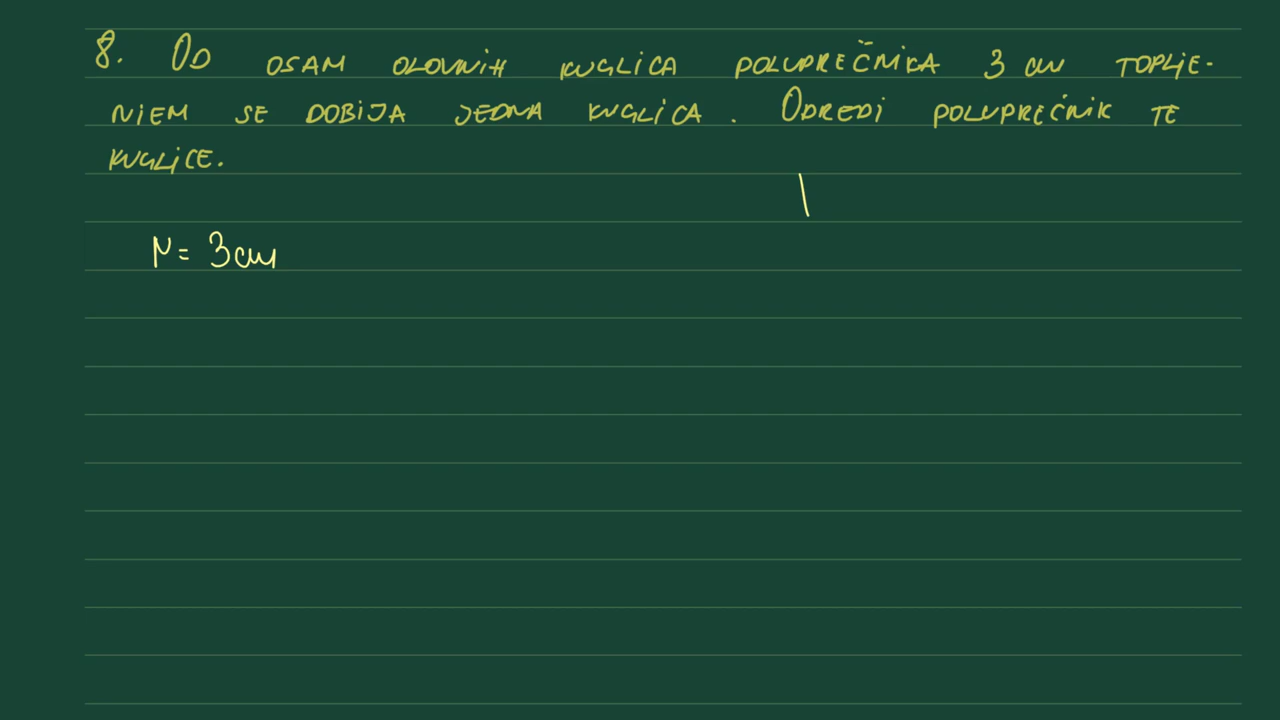 8. OD OSAM OLOVNIH KUGLICA POLUPREČNIKA 3 cm TOPLJE-
NJEM SE DOBIJA JEDNA KUGLICA. ODREDI POLUPREČNIK TE
KUGLICE.
r = 3cm